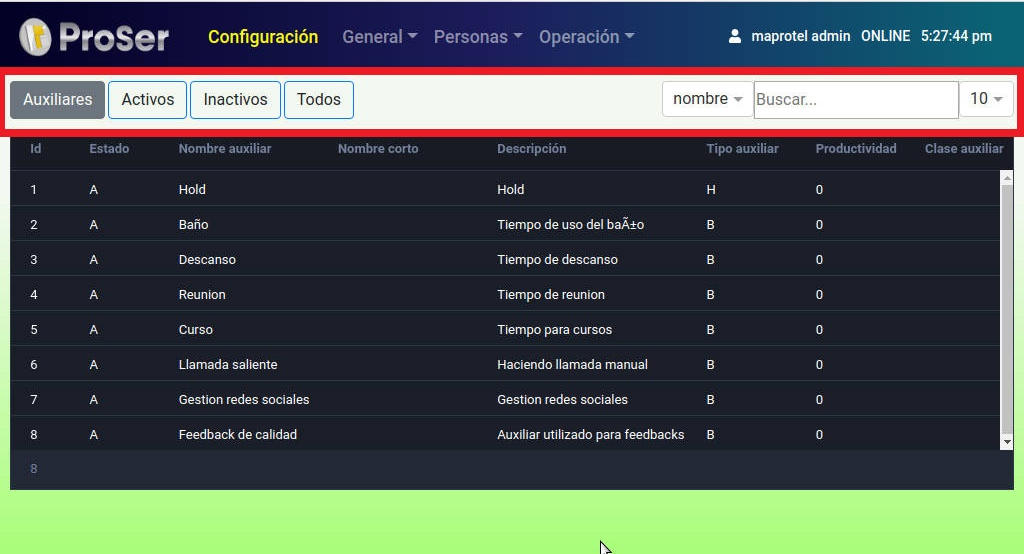 ProSer Configuración General Personas Operación maprotel admin ONLINE 5:27:44 pm
Auxiliares Activos Inactivos Todos nombre Buscar... 10
Id Estado Nombre auxiliar Nombre corto Descripción Tipo auxiliar Productividad Clase auxiliar
1 A Hold Hold H 0
2 A Baño Tiempo de uso del baÃ±o B 0
3 A Descanso Tiempo de descanso B 0
4 A Reunion Tiempo de reunion B 0
5 A Curso Tiempo para cursos B 0
6 A Llamada saliente Haciendo llamada manual B 0
7 A Gestion redes sociales Gestion redes sociales B 0
8 A Feedback de calidad Auxiliar utilizado para feedbacks B 0
8